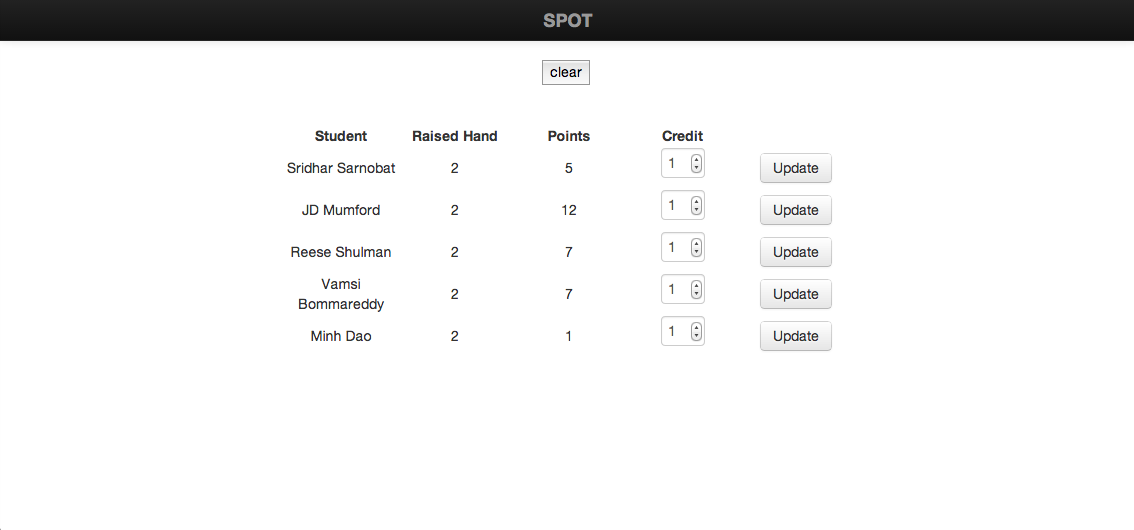 SPOT
clear
Student Raised Hand Points Credit
Sridhar Sarnobat 2 5 1 Update
JD Mumford 2 12 1 Update
Reese Shulman 2 7 1 Update
Vamsi
Bommareddy 2 7 1 Update
Minh Dao 2 1 1 Update